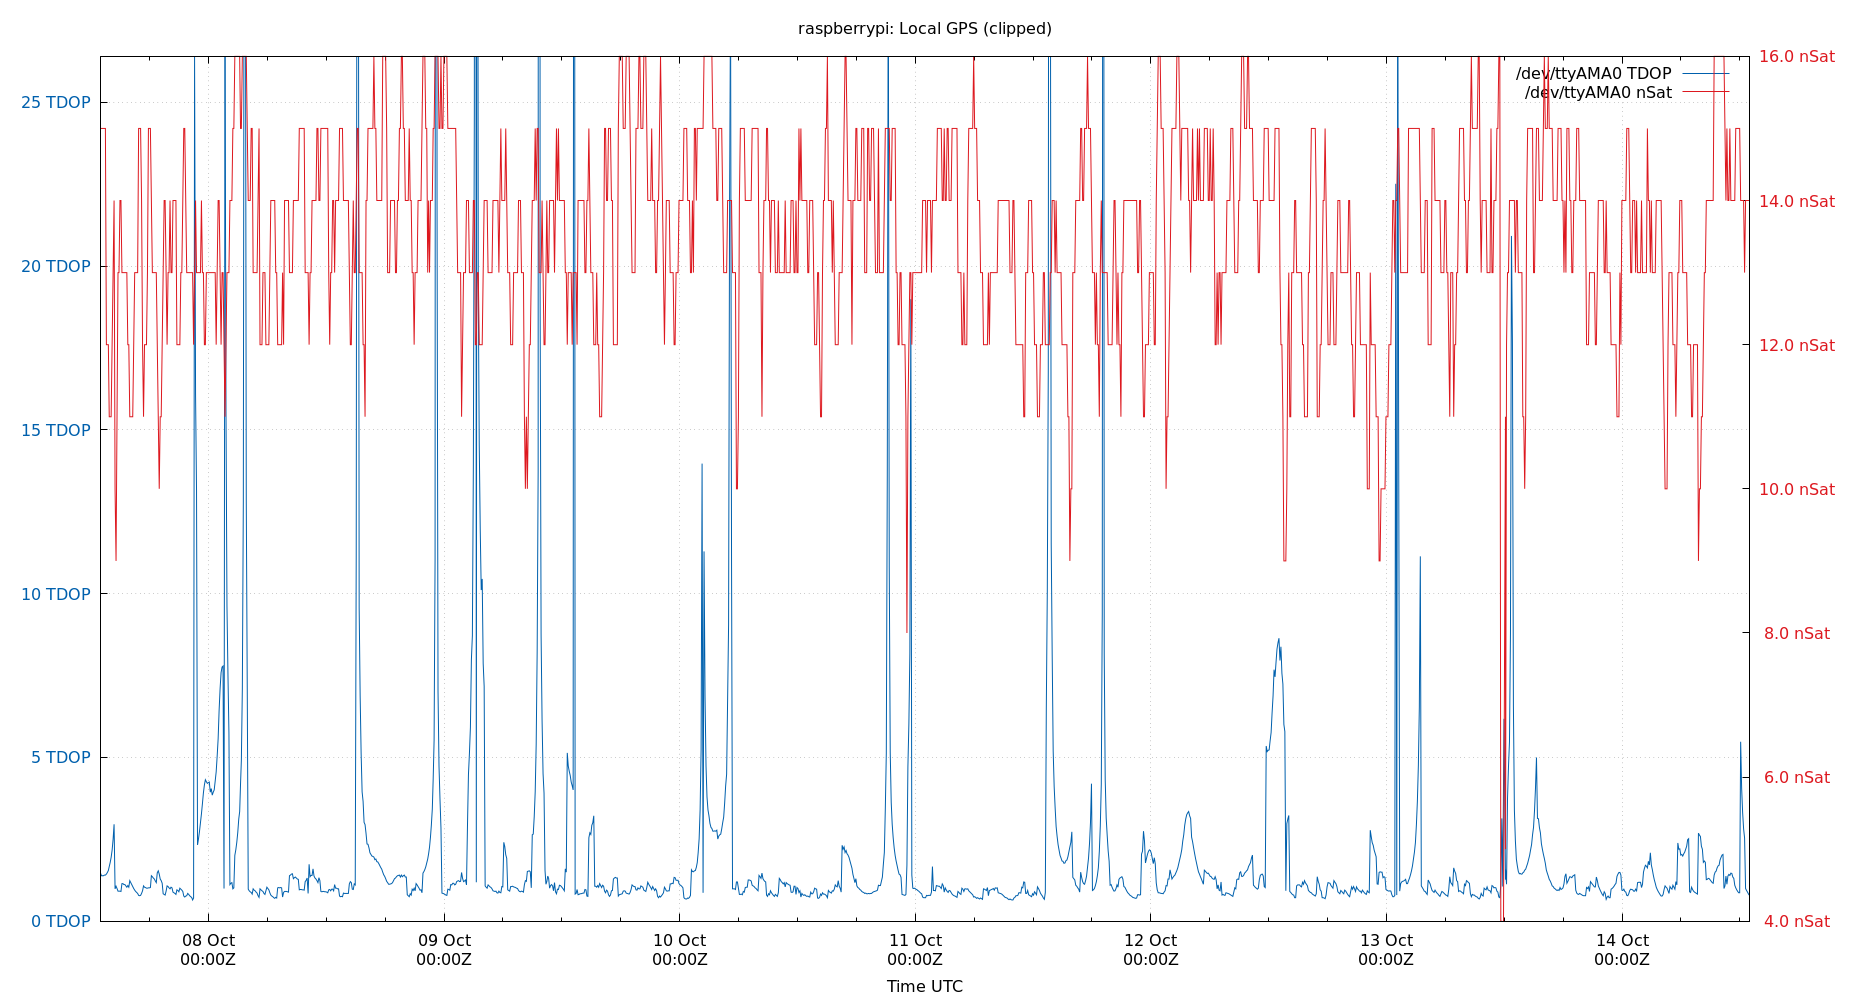 raspberrypi: Local GPS (clipped)
/dev/ttyAMA0 TDOP
/dev/ttyAMA0 nSat
25 TDOP
20 TDOP
15 TDOP
10 TDOP
5 TDOP
0 TDOP
16.0 nSat
14.0 nSat
12.0 nSat
10.0 nSat
8.0 nSat
6.0 nSat
4.0 nSat
08 Oct
00:00Z
09 Oct
00:00Z
10 Oct
00:00Z
11 Oct
00:00Z
12 Oct
00:00Z
13 Oct
00:00Z
14 Oct
00:00Z
Time UTC